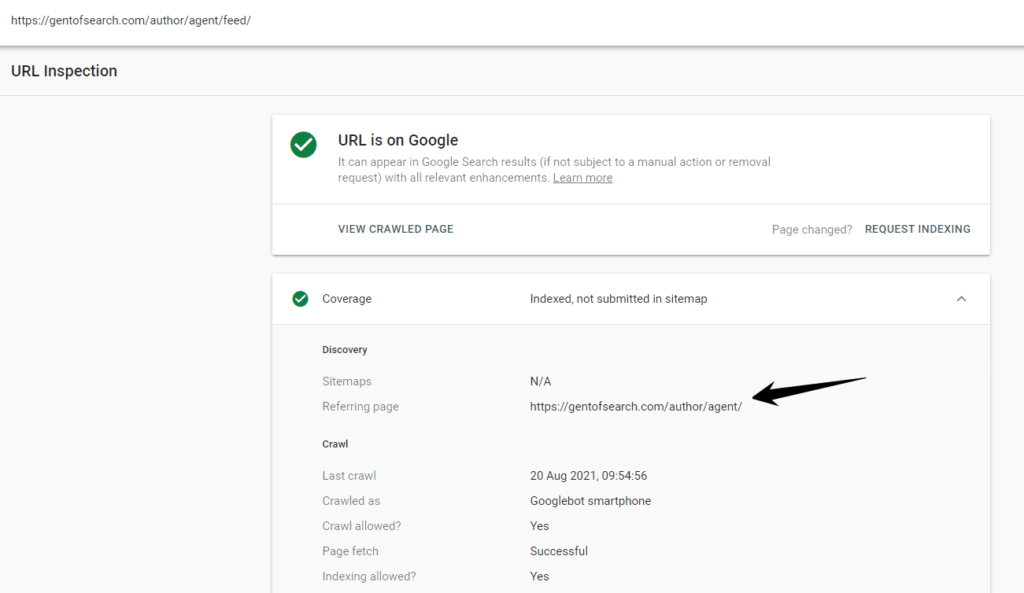 https://gentofsearch.com/author/agent/feed/
URL Inspection
URL is on Google
It can appear in Google Search results (if not subject to a manual action or removal
request) with all relevant enhancements. Learn more
VIEW CRAWLED PAGE
Page changed? REQUEST INDEXING
Coverage Indexed, not submitted in sitemap
Discovery
Sitemaps N/A
Referring page https://gentofsearch.com/author/agent/
Crawl
Last crawl 20 Aug 2021, 09:54:56
Crawled as Googlebot smartphone
Crawl allowed? Yes
Page fetch Successful
Indexing allowed? Yes